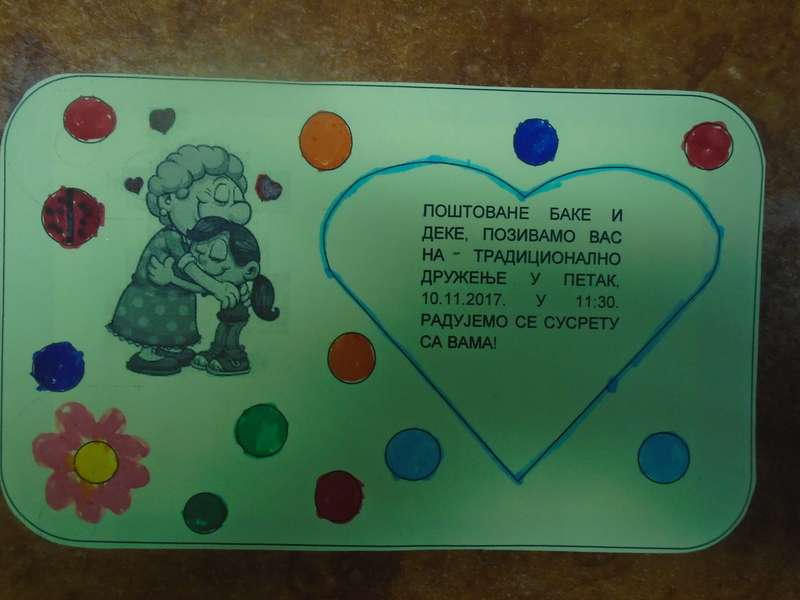 ПОШТОВАНЕ БАКЕ И
ДЕКЕ, ПОЗИВАМО ВАС
НА - ТРАДИЦИОНАЛНО
ДРУЖЕЊЕ У ПЕТАК,
10.11.2017. У 11:30.
РАДУЈЕМО СЕ СУСРЕТУ
СА ВАМА!